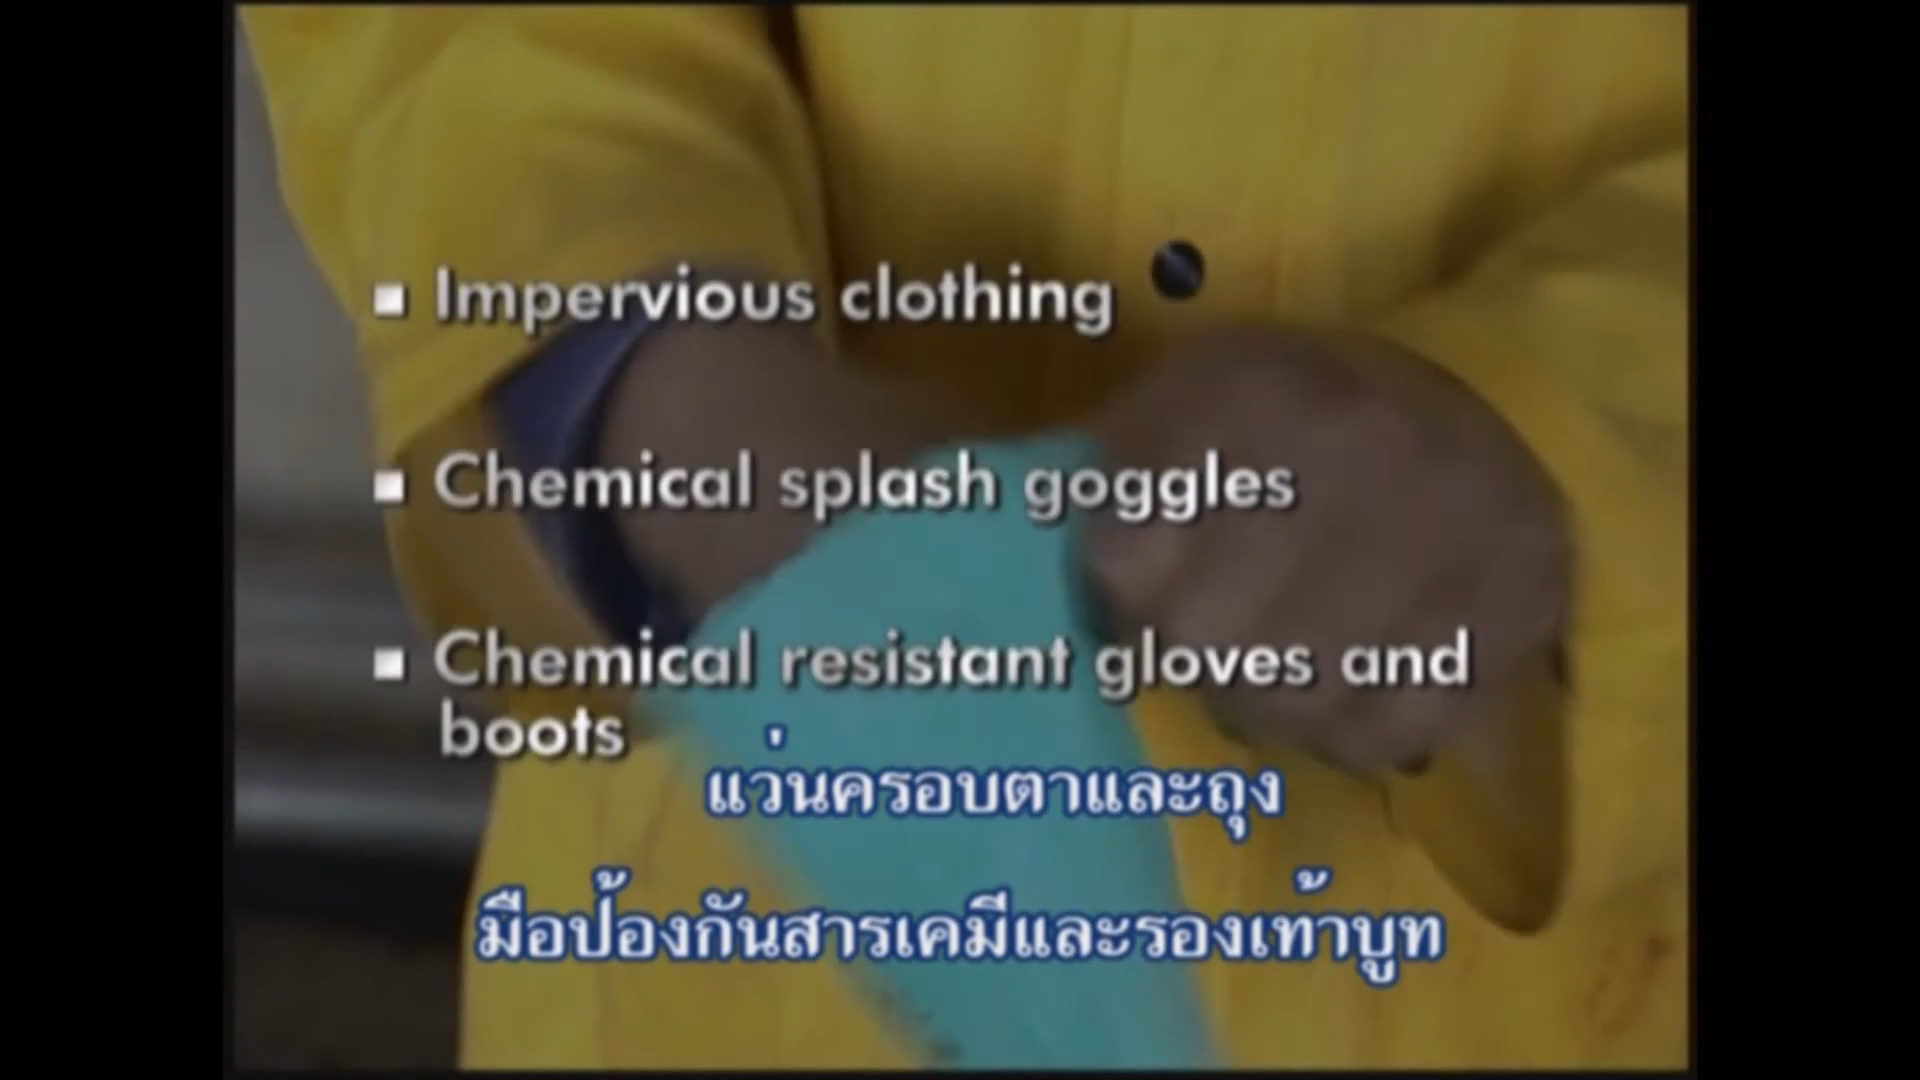 ▪ Impervious clothing
▪ Chemical splash goggles
▪ Chemical resistant gloves and
boots
แว่นครอบตาและถุง
มือป้องกันสารเคมีและรองเท้าบูท